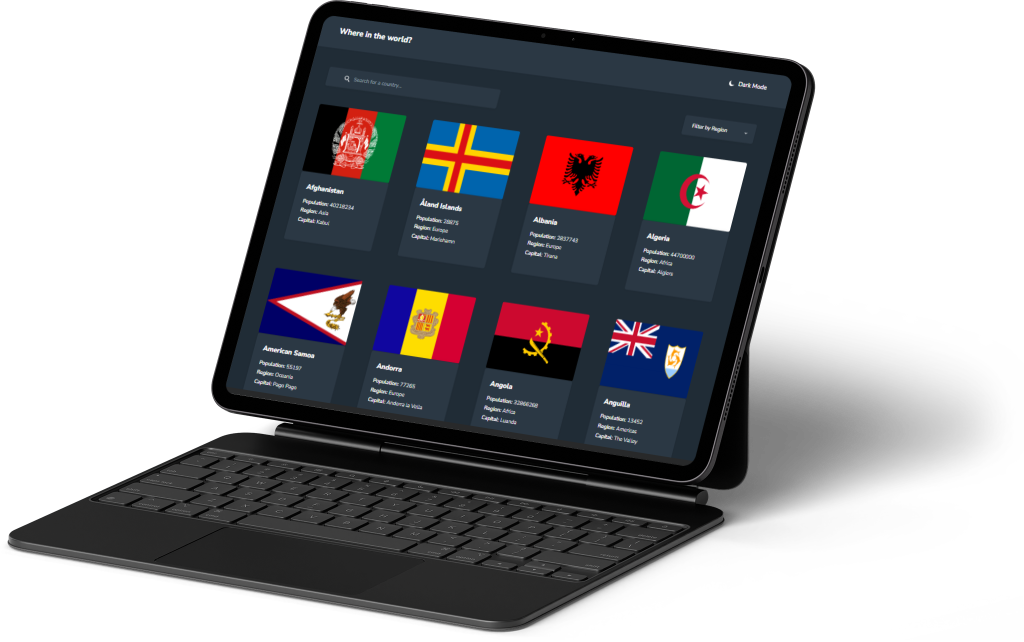 Where in the world?
Dark Mode
Search for a country...
Filter by Region
Afghanistan
Population: 40218234
Region: Asia
Capital: Kabul
Åland Islands
Population: 28875
Region: Europe
Capital: Mariehamn
Albania
Population: 2837743
Region: Europe
Capital: Tirana
Algeria
Population: 44700000
Region: Africa
Capital: Algiers
American Samoa
Population: 55197
Region: Oceania
Capital: Pago Pago
Andorra
Population: 77265
Region: Europe
Capital: Andorra la Vella
Angola
Population: 32866268
Region: Africa
Capital: Luanda
Anguilla
Population: 13452
Region: Americas
Capital: The Valley